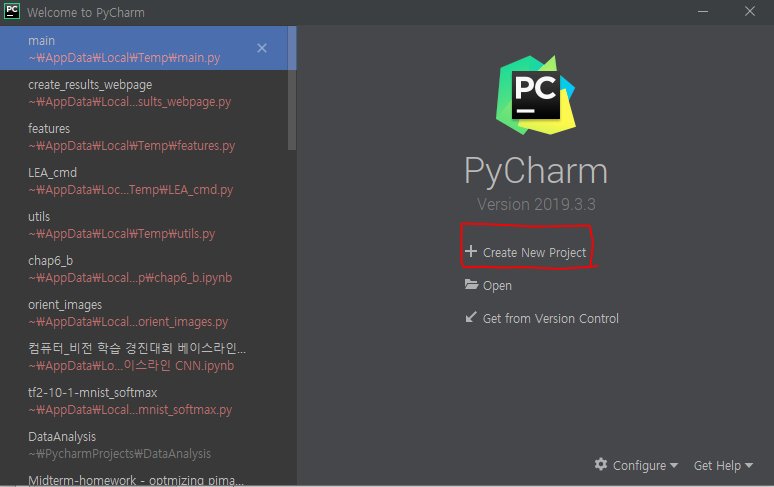 Welcome to PyCharm
main
~₩AppData₩Local₩Temp₩main.py
create_results_webpage
~₩AppData₩Local...sults_webpage.py
features
~₩AppData₩Local₩Temp₩features.py
LEA_cmd
~₩AppData₩Loc...Temp₩LEA_cmd.py
utils
~₩AppData₩Local₩Temp₩utils.py
chap6_b
~₩AppData₩Local...p₩chap6_b.ipynb
orient_images
~₩AppData₩Local...orient_images.py
컴퓨터_비전 학습 경진대회 베이스라인...
~₩AppData₩Lo...이스라인 CNN.ipynb
tf2-10-1-mnist_softmax
~₩AppData₩Local...mnist_softmax.py
DataAnalysis
~₩PycharmProjects₩DataAnalysis
Midterm-homework - optmizing pima...
PC
PyCharm
Version 2019.3.3
Create New Project
Open
Get from Version Control
Configure
Get Help